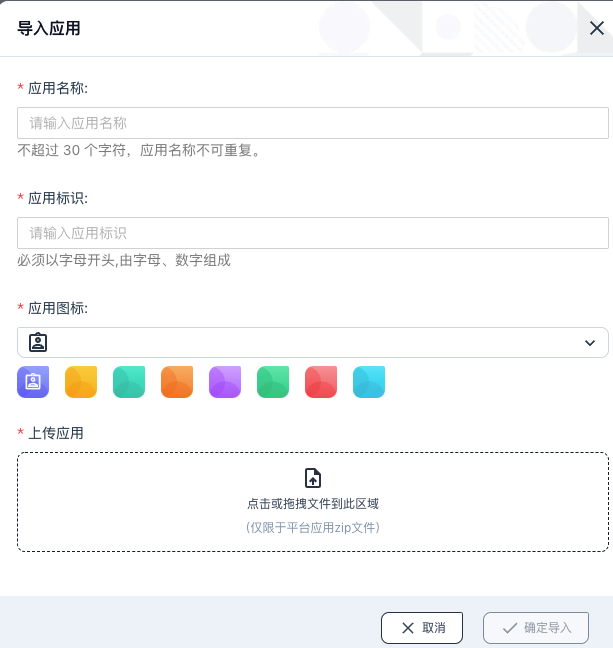 导入应用
* 应用名称:
请输入应用名称
不超过 30 个字符，应用名称不可重复。
* 应用标识:
请输入应用标识
必须以字母开头,由字母、数字组成
* 应用图标:
* 上传应用
点击或拖拽文件到此区域
(仅限于平台应用zip文件)
取消
确定导入